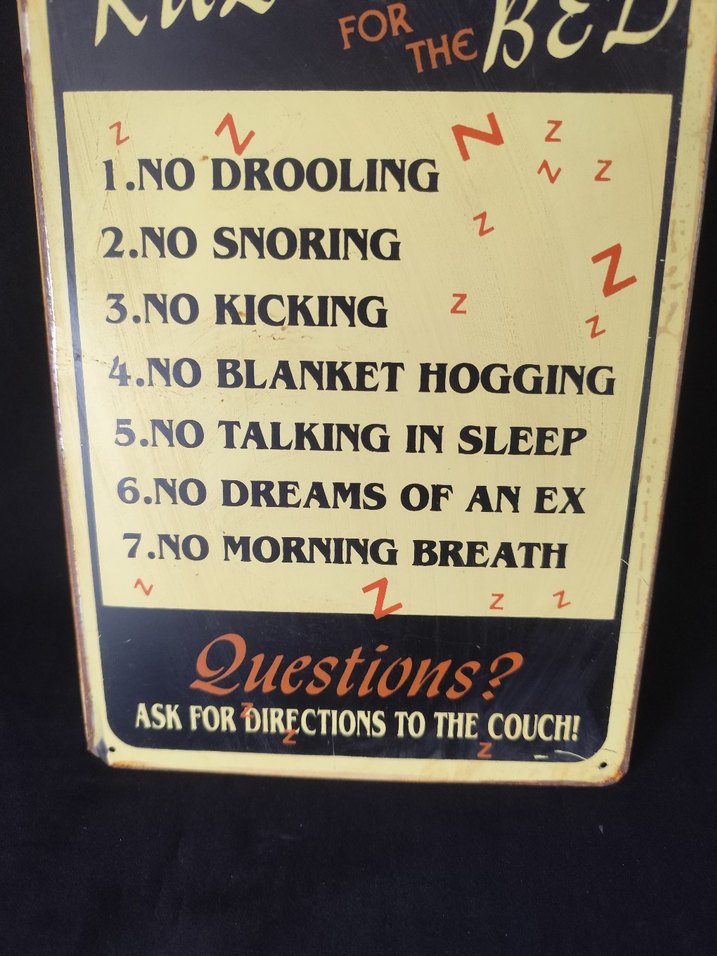 FOR
THE BED
Z Z Z Z
Z Z
1.NO DROOLING
Z
2.NO SNORING
Z
3.NO KICKING Z
Z
4.NO BLANKET HOGGING
5.NO TALKING IN SLEEP
6.NO DREAMS OF AN EX
7.NO MORNING BREATH
Z Z Z Z
Questions?
Z
ASK FOR DIRECTIONS TO THE COUCH!
Z Z